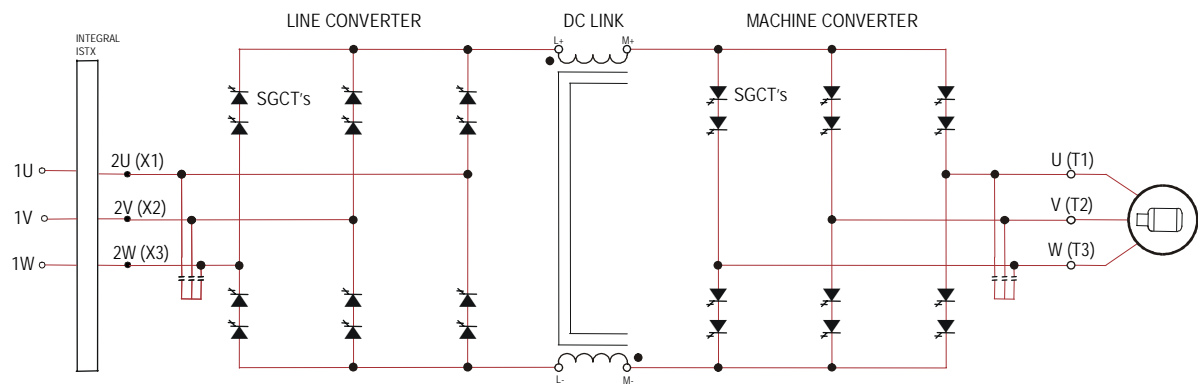 LINE CONVERTER
DC LINK
MACHINE CONVERTER
INTEGRAL
ISTX
L+
M+
SGCT's
SGCT's
1U
2U (X1)
U (T1)
1V
2V (X2)
V (T2)
1W
2W (X3)
W (T3)
L-
M-